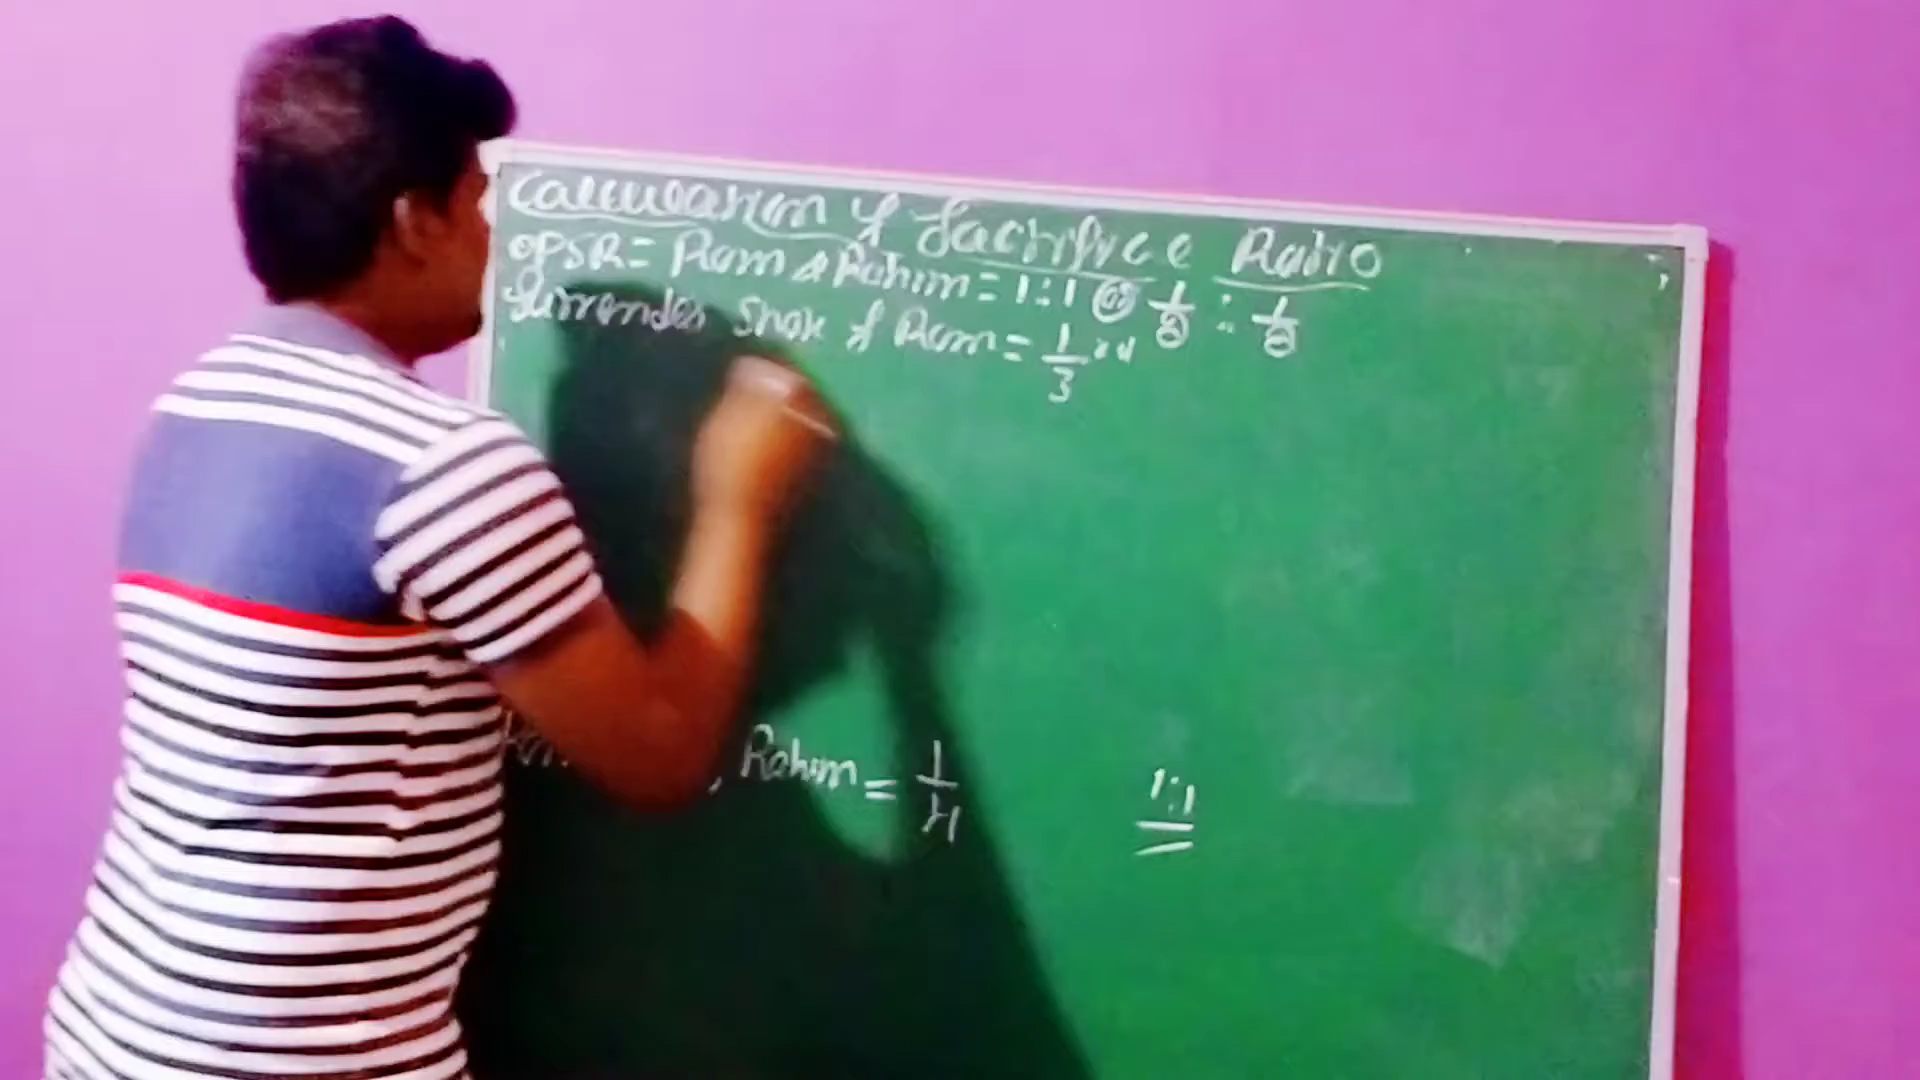 Calculation of Sacrifice Ratio
OPSR = Ram & Rahim = 1:1 or 1/2 : 1/2
Surrender Share of Ram = 1/3
, Rahim = 1/4
1:1